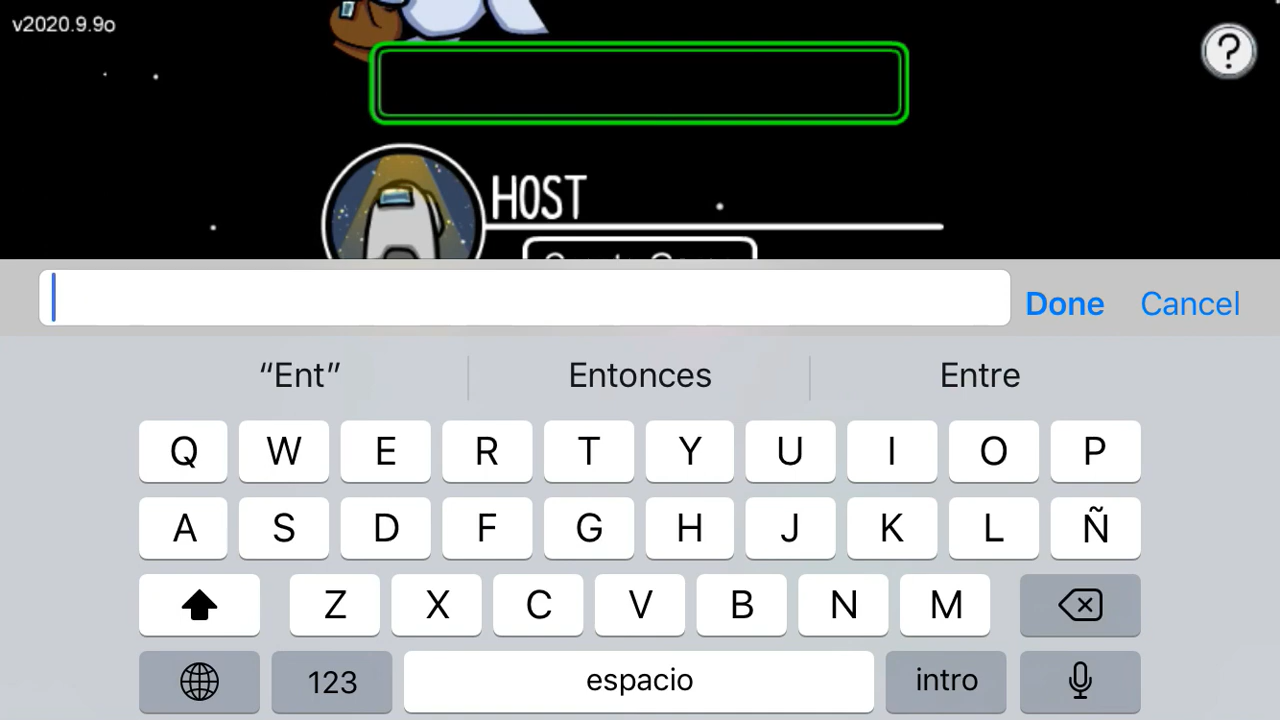 v2020.9.9o
?
HOST
Done Cancel
“Ent” Entonces Entre
Q W E R T Y U I O P
A S D F G H J K L Ñ
Z X C V B N M
123 espacio intro